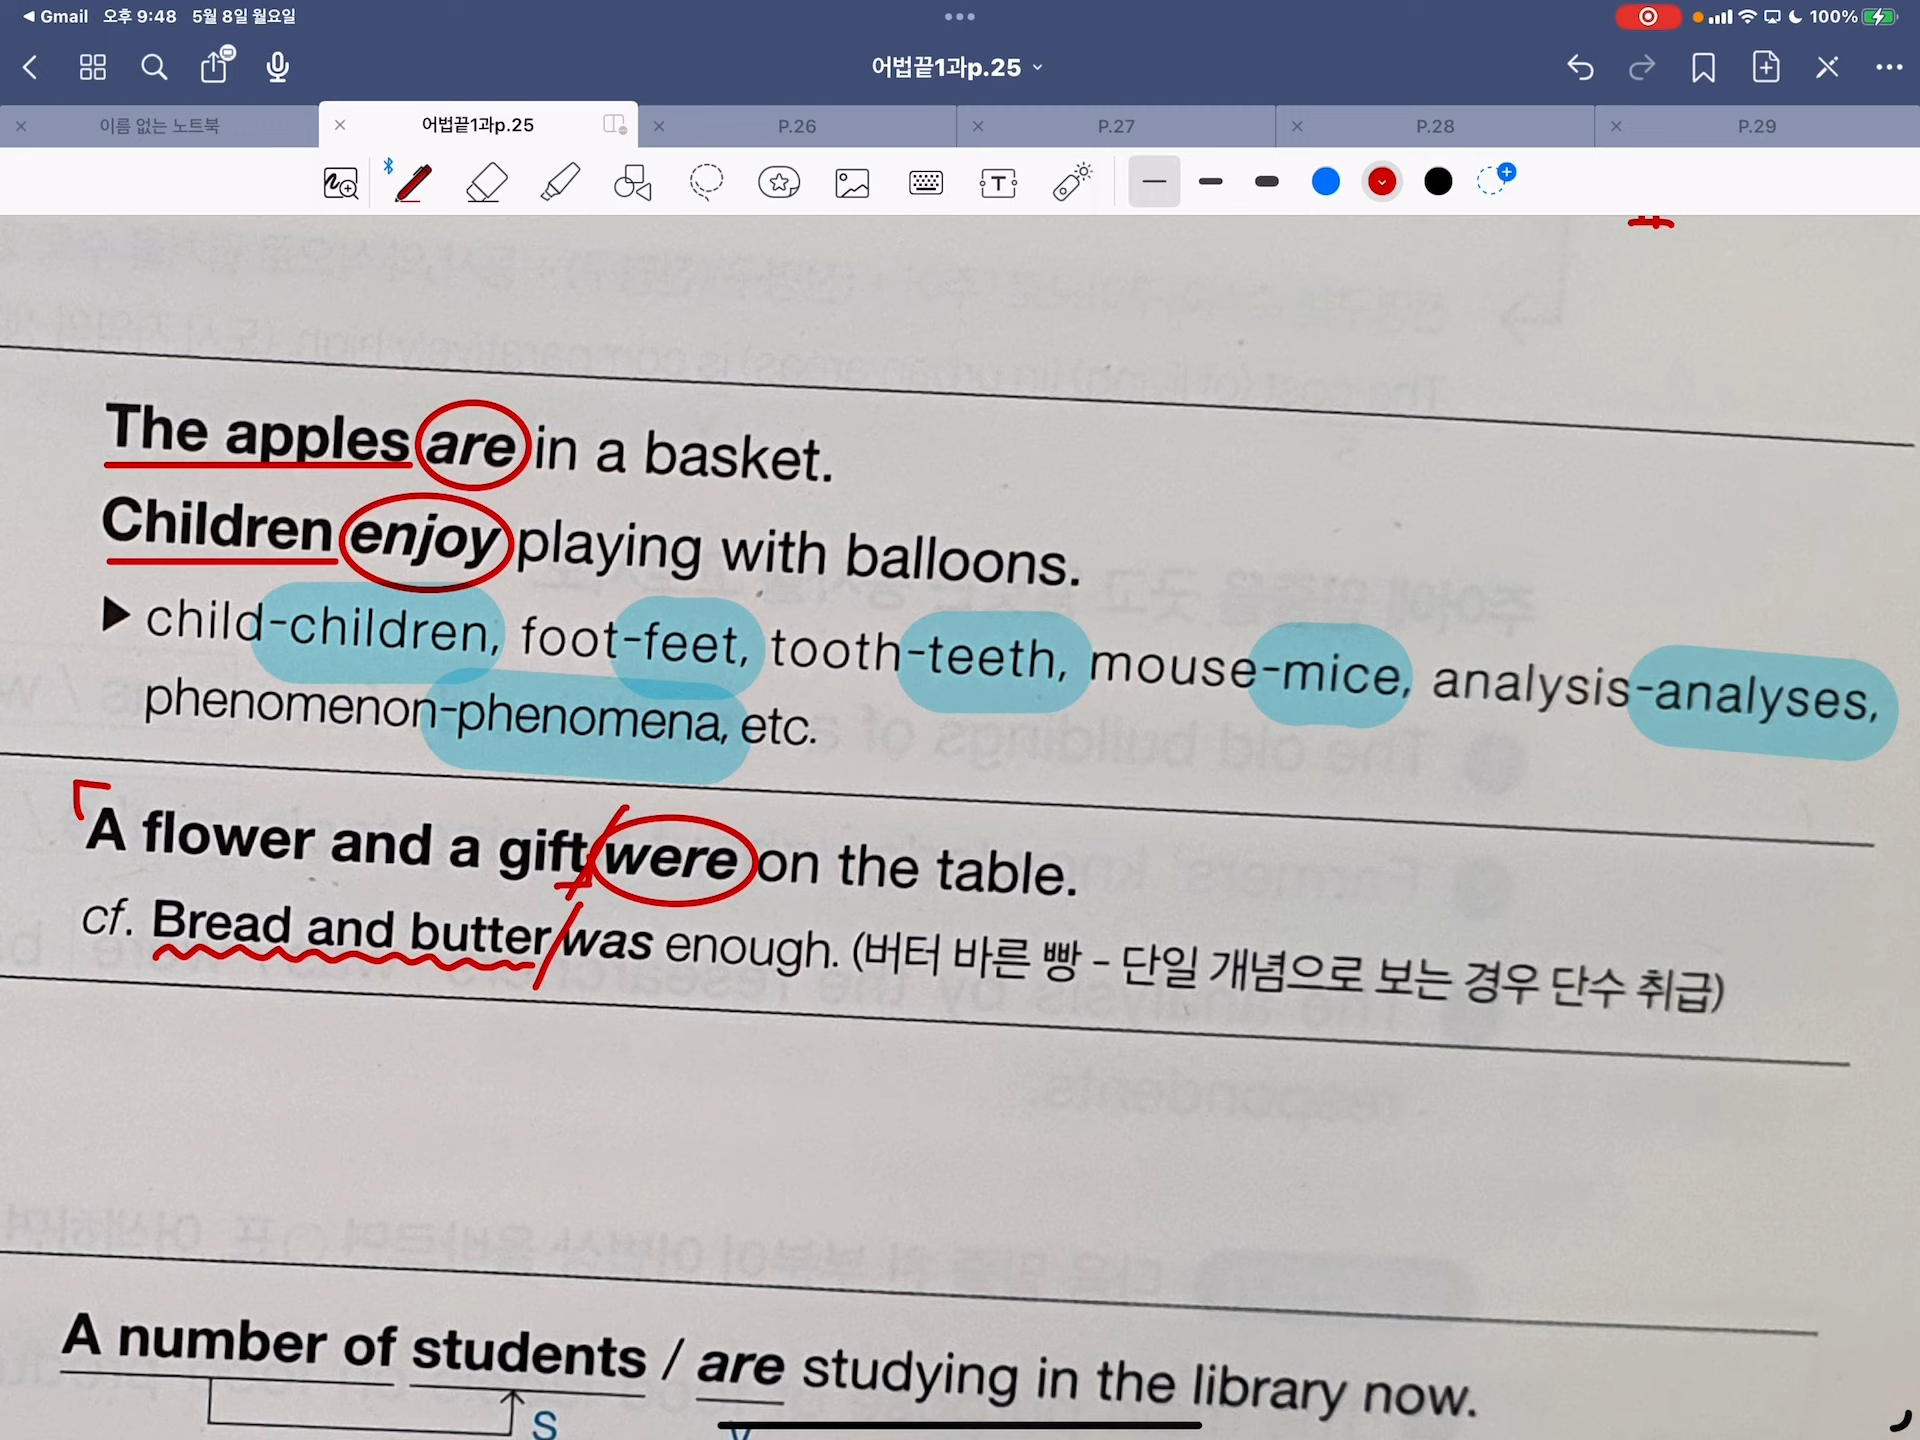 ◀ Gmail 오후 9:48 5월 8일 월요일
100%
어법끝1과p.25
이름 없는 노트북
어법끝1과p.25
P.26
P.27
P.28
P.29
The apples are in a basket.
Children enjoy playing with balloons.
▶ child-children, foot-feet, tooth-teeth, mouse-mice, analysis-analyses,
phenomenon-phenomena, etc.
A flower and a gift were on the table.
cf. Bread and butter was enough. (버터 바른 빵 - 단일 개념으로 보는 경우 단수 취급)
A number of students / are studying in the library now.
S
V